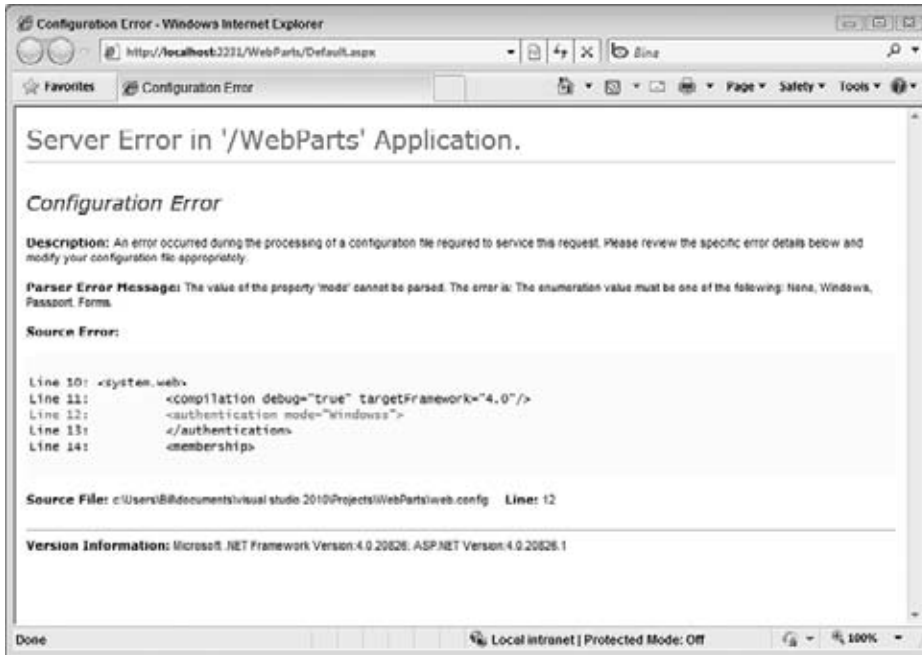 Configuration Error - Windows Internet Explorer
http://localhost:2231/WebParts/Default.aspx
Bing
Favorites
Configuration Error
Page
Safety
Tools
Server Error in '/WebParts' Application.
Configuration Error
Description: An error occurred during the processing of a configuration file required to service this request. Please review the specific error details below and
modify your configuration file appropriately.
Parser Error Message: The value of the property 'mode' cannot be parsed. The error is: The enumeration value must be one of the following: None, Windows,
Passport, Forms.
Source Error:
Line 10: <system.web>
Line 11: <compilation debug="true" targetFramework="4.0"/>
Line 12: <authentication mode="Windowss">
Line 13: </authentication>
Line 14: <membership>
Source File: c:\Users\Bill\documents\visual studio 2010\Projects\WebParts\web.config Line: 12
Version Information: Microsoft .NET Framework Version:4.0.20826; ASP.NET Version:4.0.20826.1
Done
Local intranet | Protected Mode: Off
100%